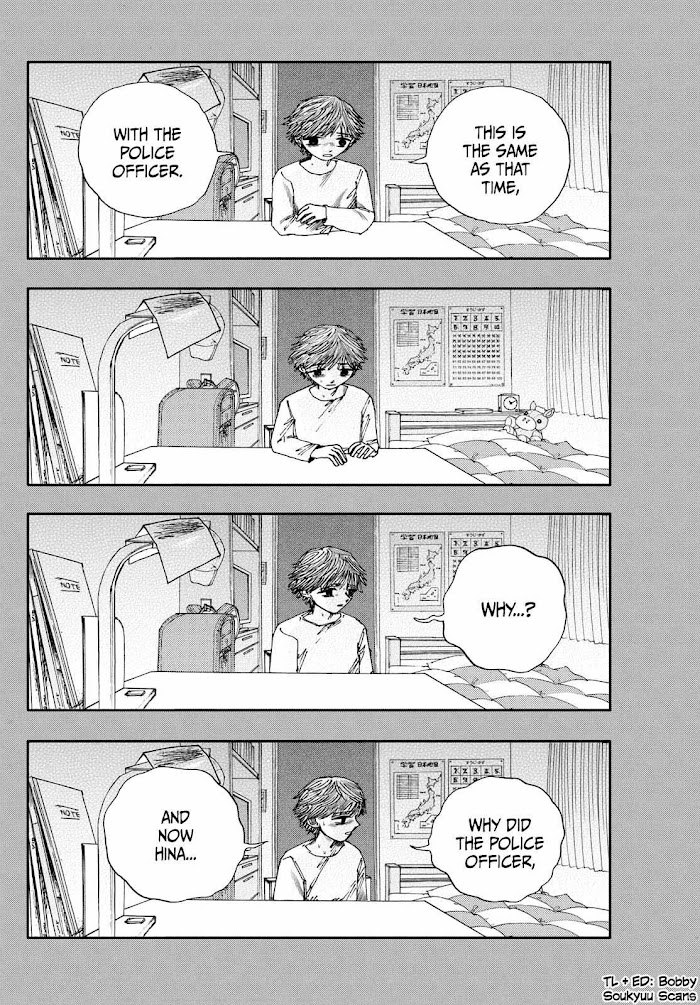 THIS IS
THE SAME
AS THAT
TIME,
WITH THE
POLICE
OFFICER.
NOTE
NOTE
WHY...?
NOTE
WHY DID
THE POLICE
OFFICER,
AND
NOW
HINA...
NOTE
TL + ED: Bobby
Soukyuu Scans